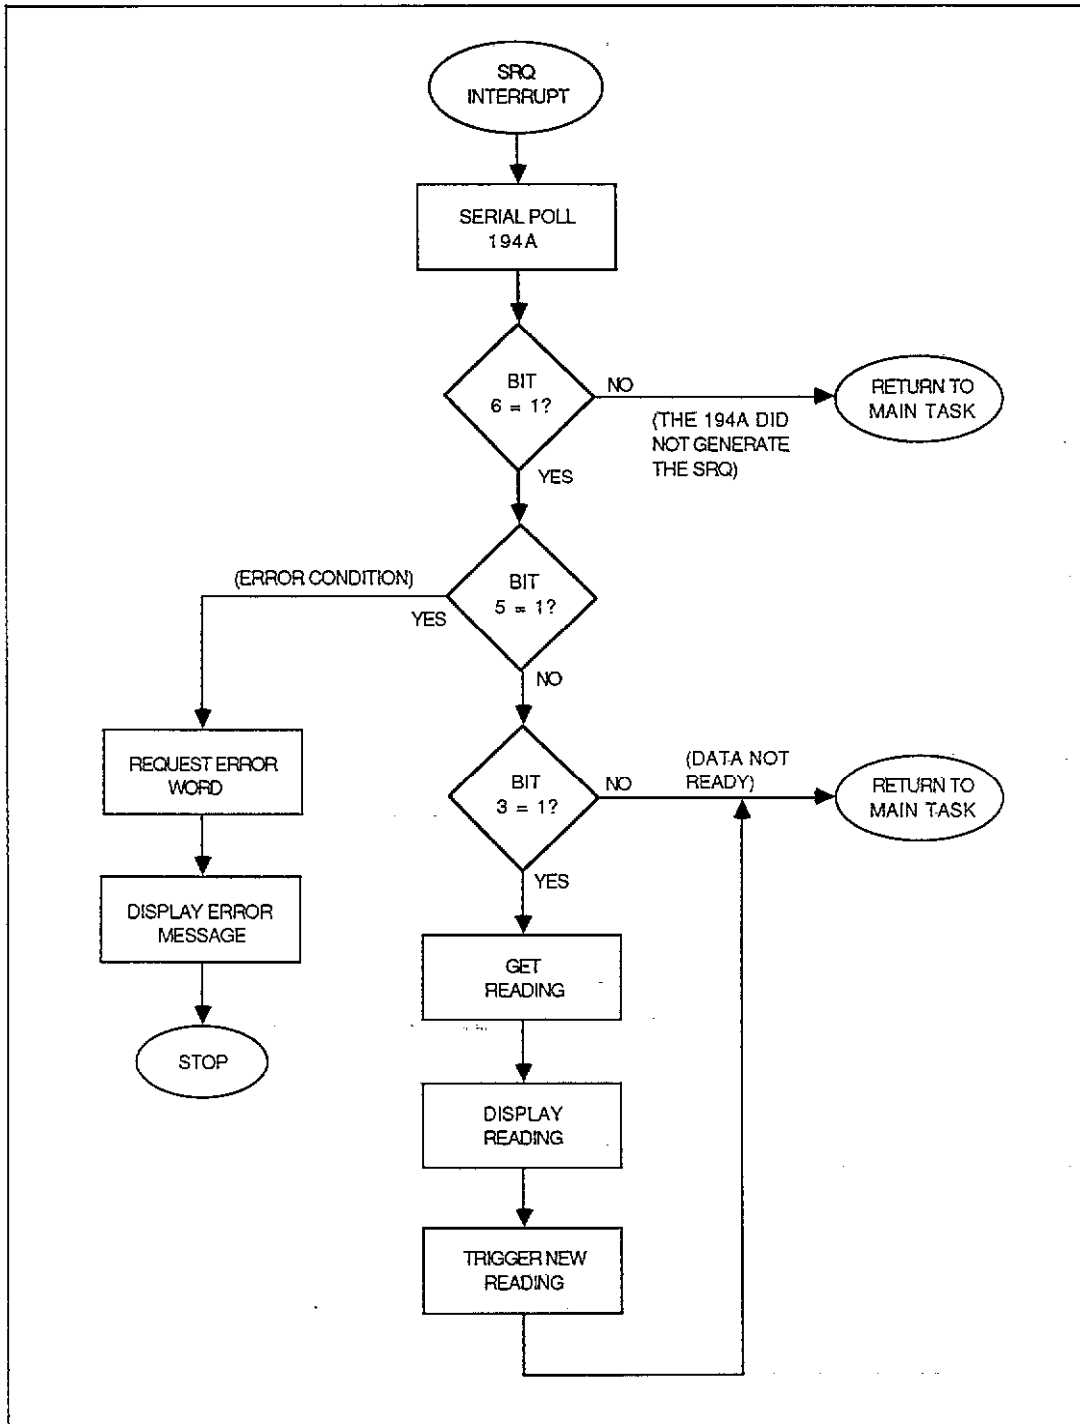 SRQ
INTERRUPT
SERIAL POLL
194A
BIT
6 = 1?
NO
(THE 194A DID
NOT GENERATE
THE SRQ)
RETURN TO
MAIN TASK
YES
BIT
5 = 1?
(ERROR CONDITION)
YES
NO
REQUEST ERROR
WORD
DISPLAY ERROR
MESSAGE
STOP
BIT
3 = 1?
NO
(DATA NOT
READY)
RETURN TO
MAIN TASK
YES
GET
READING
DISPLAY
READING
TRIGGER NEW
READING